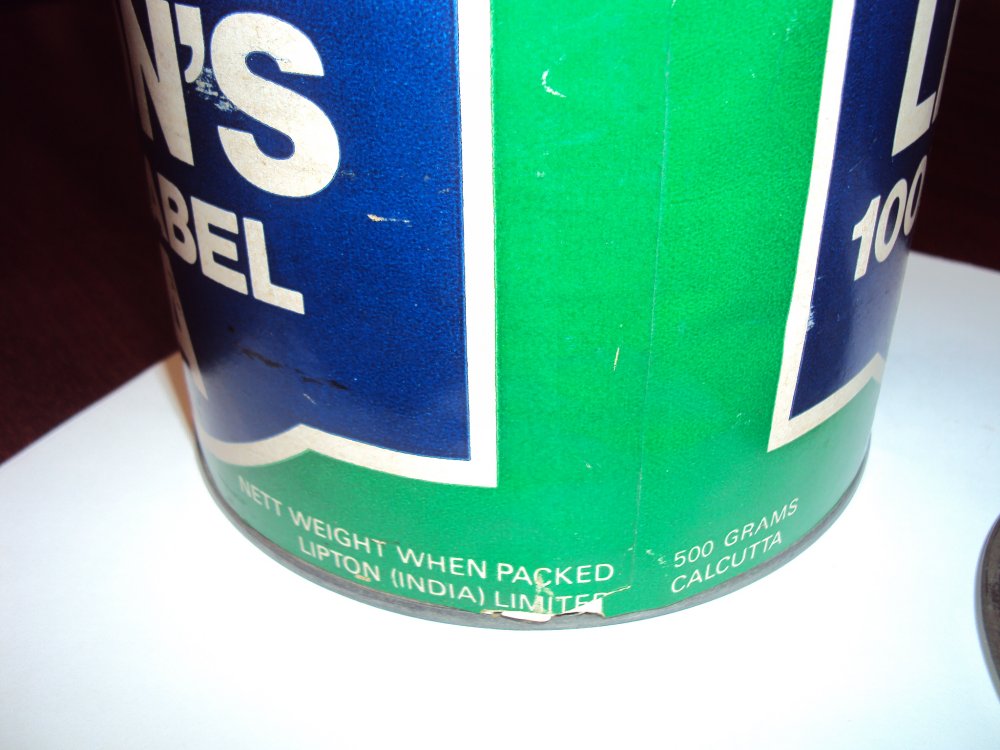 N'S
ABEL
A
NETT WEIGHT WHEN PACKED
LIPTON (INDIA) LIMITED
500 GRAMS
CALCUTTA
L
100